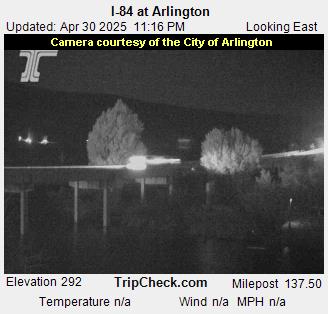 I-84 at Arlington
Updated: Apr 30 2025 11:16 PM Looking East
Camera courtesy of the City of Arlington
Elevation 292 TripCheck.com Milepost 137.50
Temperature n/a Wind n/a MPH n/a